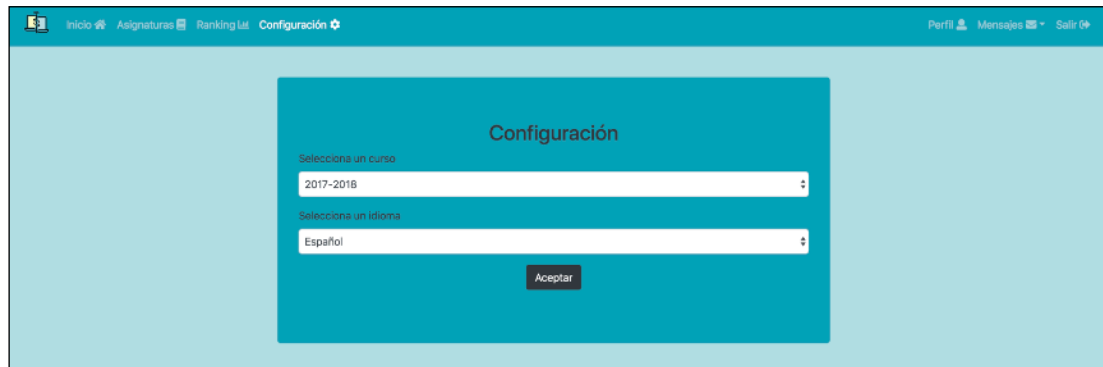 Inicio Asignaturas Ranking Configuración Perfil Mensajes Salir
Configuración
Selecciona un curso
2017-2018
Selecciona un idioma
Español
Aceptar